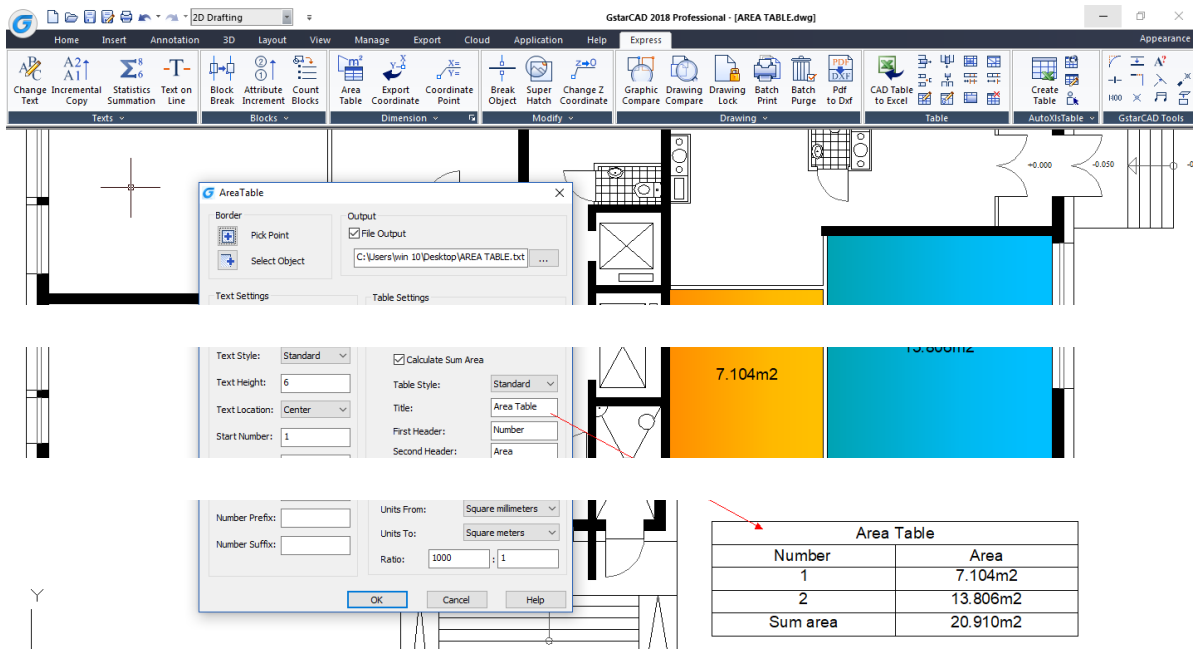 2D Drafting
GstarCAD 2018 Professional - [AREA TABLE.dwg]
Home Insert Annotation 3D Layout View Manage Export Cloud Application Help Express Appearance
Change Text
Incremental Copy
Statistics Summation
Text on Line
Block Break
Attribute Increment
Count Blocks
Area Table
Export Coordinate
Coordinate Point
Break Object
Super Hatch
Change Z Coordinate
Graphic Compare
Drawing Compare
Drawing Lock
Batch Print
Batch Purge
Pdf to Dxf
CAD Table to Excel
Create Table
Texts
Blocks
Dimension
Modify
Drawing
Table
AutoXlsTable
GstarCAD Tools
+0.000
-0.050
AreaTable
Border
Pick Point
Select Object
Output
File Output
C:\Users\win 10\Desktop\AREA TABLE.txt ...
Text Settings
Table Settings
Text Style: Standard
Text Height: 6
Text Location: Center
Start Number: 1
Number Prefix:
Number Suffix:
Calculate Sum Area
Table Style: Standard
Title: Area Table
First Header: Number
Second Header: Area
Units From: Square millimeters
Units To: Square meters
Ratio: 1000 : 1
OK Cancel Help
7.104m2
Area Table
Number Area
1 7.104m2
2 13.806m2
Sum area 20.910m2
Y